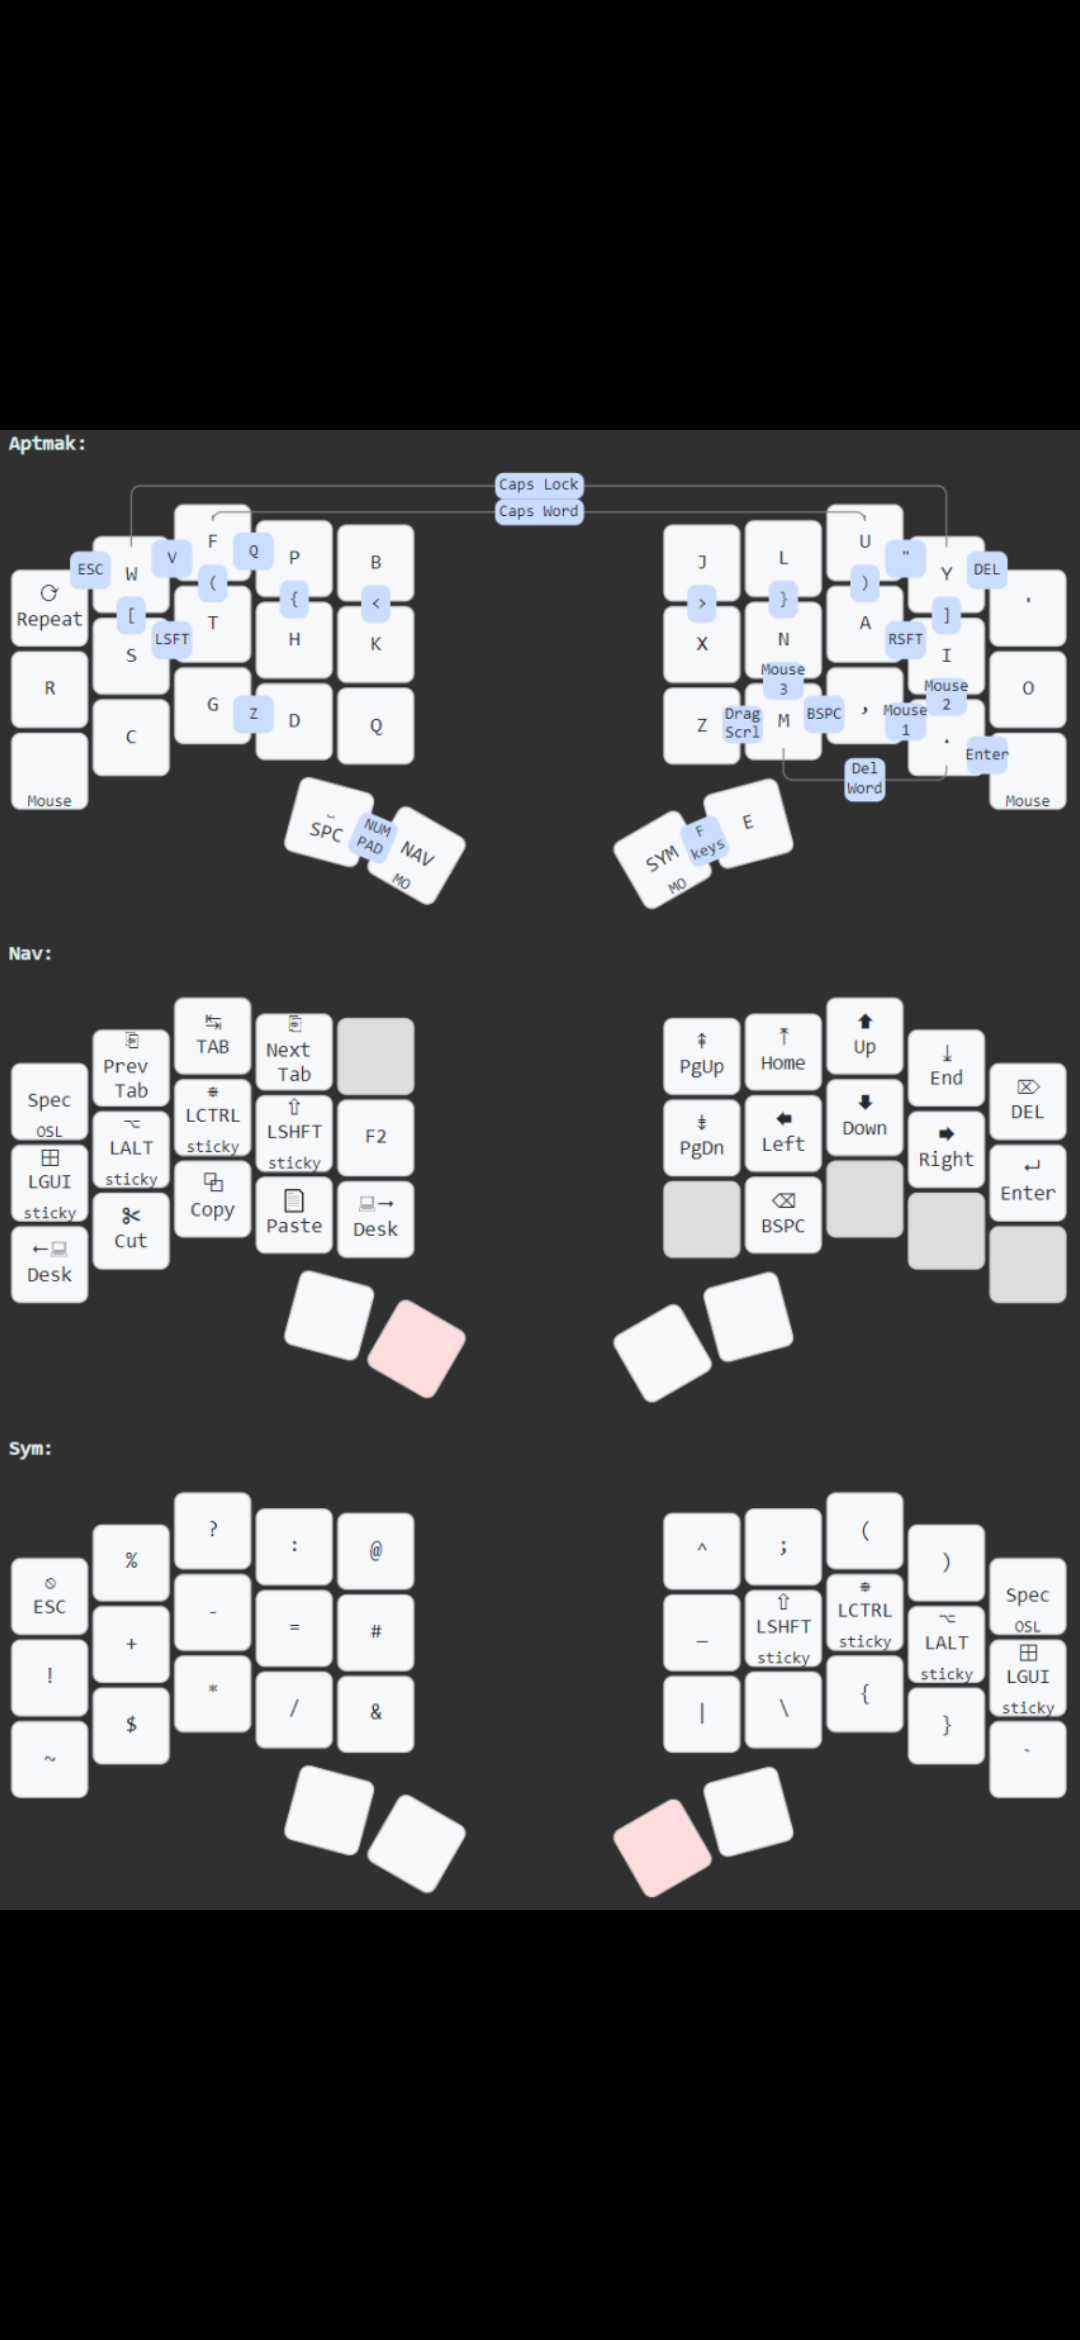 Aptmak:
Caps Lock
Caps Word
Repeat ESC W V F Q P B
J L U " Y DEL '
[ ( { <
> } ) ]
R S LSFT T H K
X N A RSFT I O
Mouse
3
Mouse
2
Mouse C G Z D Q
Z Drag
Scrl M BSPC , Mouse
1 . Enter Mouse
Del
Word
SPC NUM
PAD NAV
MO
SYM
MO F
keys E
Nav:
Spec
OSL
Prev
Tab
TAB
Next
Tab
PgUp
Home
Up
End
DEL
LGUI
sticky
LALT
sticky
LCTRL
sticky
LSHFT
sticky
F2
PgDn
Left
Down
Right
Enter
←
Desk
Cut
Copy
Paste
→
Desk
BSPC
Sym:
ESC % ? : @
^ ; ( ) Spec
OSL
! + - = #
_ LSHFT
sticky
LCTRL
sticky
LALT
sticky
LGUI
sticky
~ $ * / &
| \ { } `